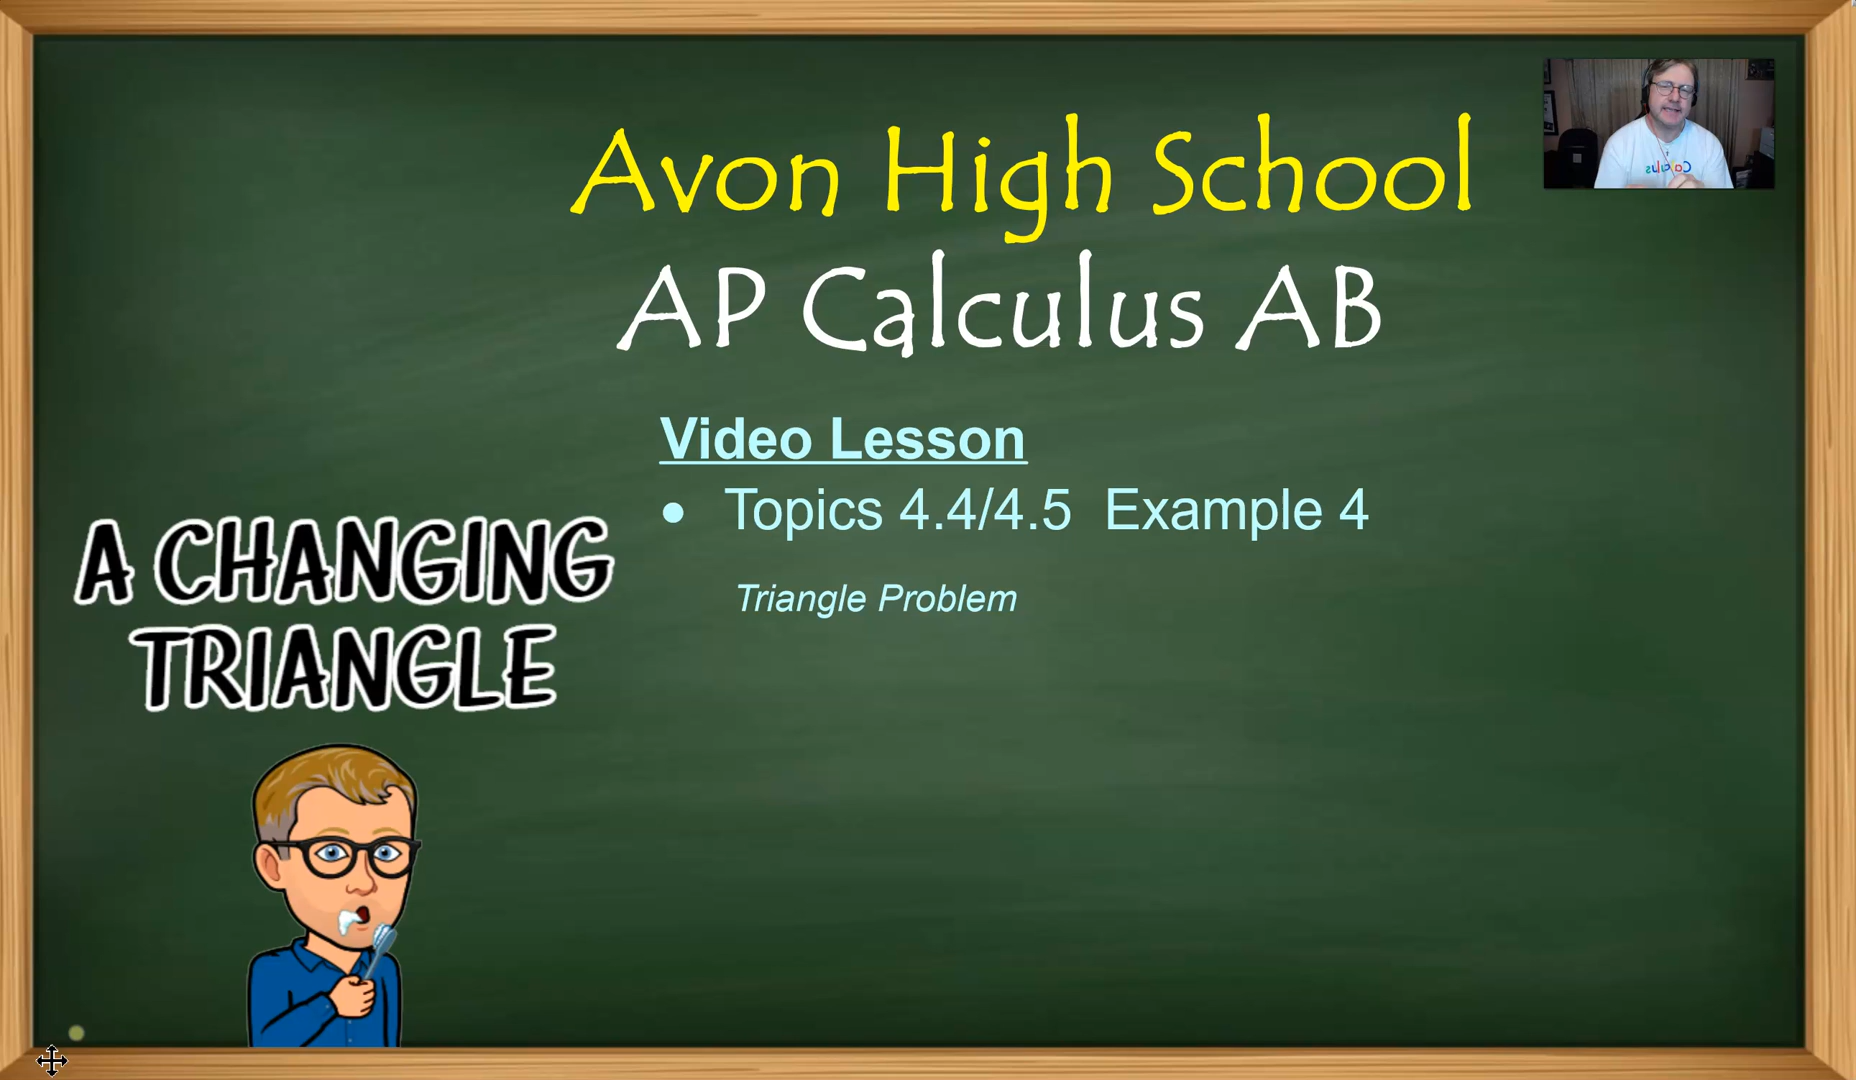 Avon High School
AP Calculus AB
Video Lesson
• Topics 4.4/4.5 Example 4
Triangle Problem
A CHANGING
TRIANGLE
Calculus